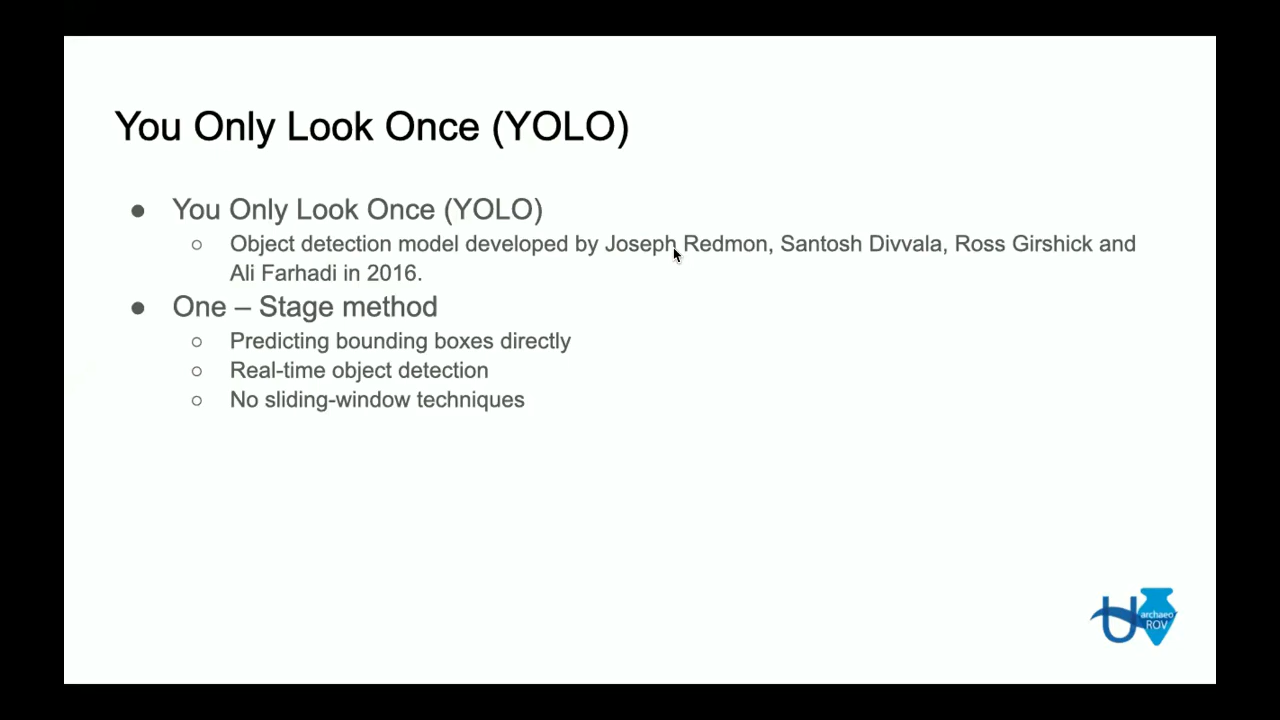 You Only Look Once (YOLO)
● You Only Look Once (YOLO)
○ Object detection model developed by Joseph Redmon, Santosh Divvala, Ross Girshick and
Ali Farhadi in 2016.
● One – Stage method
○ Predicting bounding boxes directly
○ Real-time object detection
○ No sliding-window techniques
U archaeo
ROV